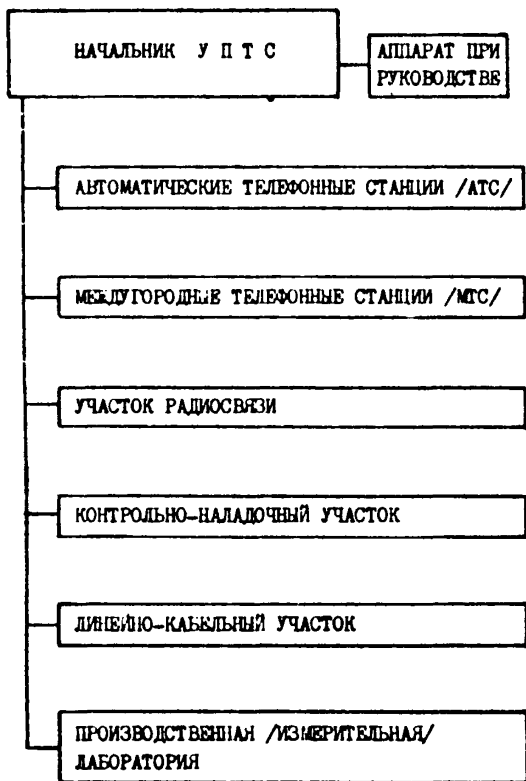 НАЧАЛЬНИК У П Т С
АППАРАТ ПРИ
РУКОВОДСТВЕ
АВТОМАТИЧЕСКИЕ ТЕЛЕФОННЫЕ СТАНЦИИ /АТС/
МЕЖДУГОРОДНЫЕ ТЕЛЕФОННЫЕ СТАНЦИИ /МТС/
УЧАСТОК РАДИОСВЯЗИ
КОНТРОЛЬНО-НАЛАДОЧНЫЙ УЧАСТОК
ЛИНЕЙНО-КАБЕЛЬНЫЙ УЧАСТОК
ПРОИЗВОДСТВЕННАЯ /ИЗМЕРИТЕЛЬНАЯ/
ЛАБОРАТОРИЯ